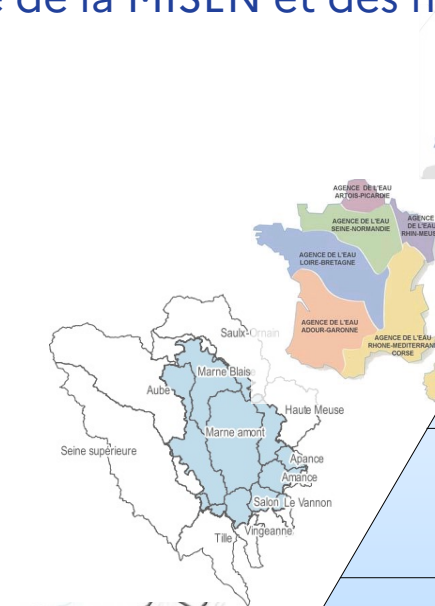 de la MISEN et des
AGENCE DE L'EAU
ARTOIS-PICARDIE
AGENCE DE L'EAU
SEINE-NORMANDIE
AGENCE
DE L'EAU
RHIN-MEUSE
AGENCE DE L'EAU
LOIRE-BRETAGNE
AGENCE DE L'EAU
ADOUR-GARONNE
AGENCE DE L'EAU
RHONE-MEDITERRAN
CORSE
Saulx-Ornain
Marne Blaise
Aube
Haute Meuse
Marne amont
Seine supérieure
Apance
Amance
Salon
Le Vannon
Vingeanne
Tille